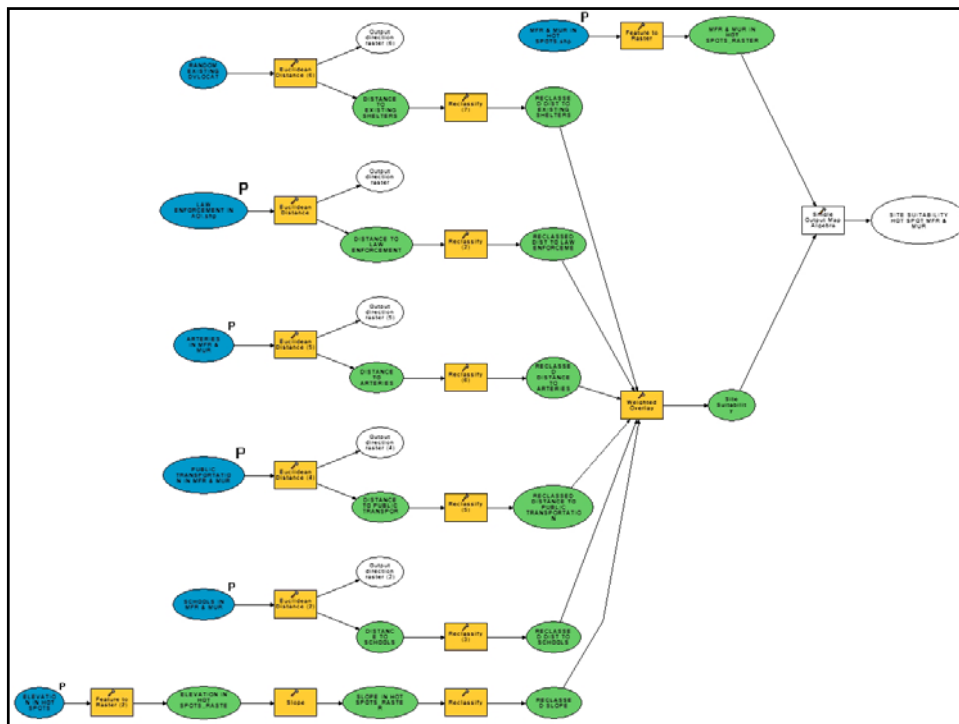 P
MFR & MUR IN
HOT
SPOTS.shp
Feature to
Raster
MFR & MUR IN
HOT
SPOTS_RASTER
Output
direction
raster (6)
RANDOM
EXISTING
DVLOCAT
Euclidean
Distance (6)
DISTANCE
TO
EXISTING
SHELTERS
Reclassify
(7)
RECLASSE
D DIST TO
EXISTING
SHELTERS
Output
direction
raster
P
LAW
ENFORCEMENT IN
AOI.shp
Euclidean
Distance
DISTANCE TO LAW
ENFORCEMENT
Reclassify
(2)
RECLASSED
DIST TO LAW
ENFORCEME
Single
Output Map
Algebra
SITE SUITABILITY
HOT SPOT MFR &
MUR
Output
direction
raster (5)
P
ARTERIES
IN MFR &
MUR
Euclidean
Distance (5)
DISTANCE
TO
ARTERIES
Reclassify
(6)
RECLASSE
D
DISTANCE TO
ARTERIES
Weighted
Overlay
Site
Suitabilit
y
Output
direction
raster (4)
P
PUBLIC
TRANSPORTATIO
N IN MFR & MUR
Euclidean
Distance (4)
DISTANCE
TO PUBLIC
TRANSPOR
Reclassify
(5)
RECLASSED
DISTANCE TO
PUBLIC
TRANSPORTATIO
N
Output
direction
raster (2)
P
SCHOOLS IN
MFR & MUR
Euclidean
Distance (2)
DISTANC
E TO
SCHOOLS
Reclassify
(3)
RECLASSE
D DIST TO
SCHOOLS
P
ELEVATIO
N IN HOT
SPOTS
Feature to
Raster (2)
ELEVATION IN
HOT
SPOTS_RASTER
Slope
SLOPE IN HOT
SPOTS_RASTE
R
Reclassify
RECLASSE
D SLOPE